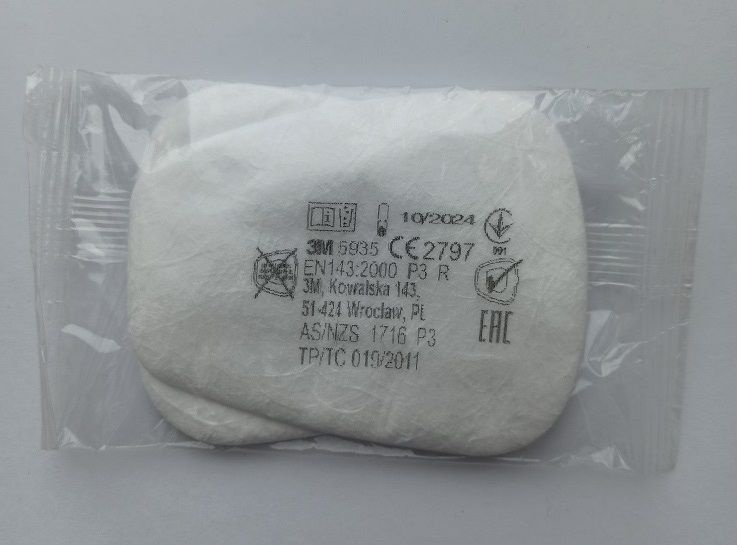 10/2024
3M 5935 CE 2797
EN143:2000 P3 R
3M, Kowalska 143,
51-424 Wroclaw, PL
AS/NZS 1716 P3
TP/TC 019/2011
EAC